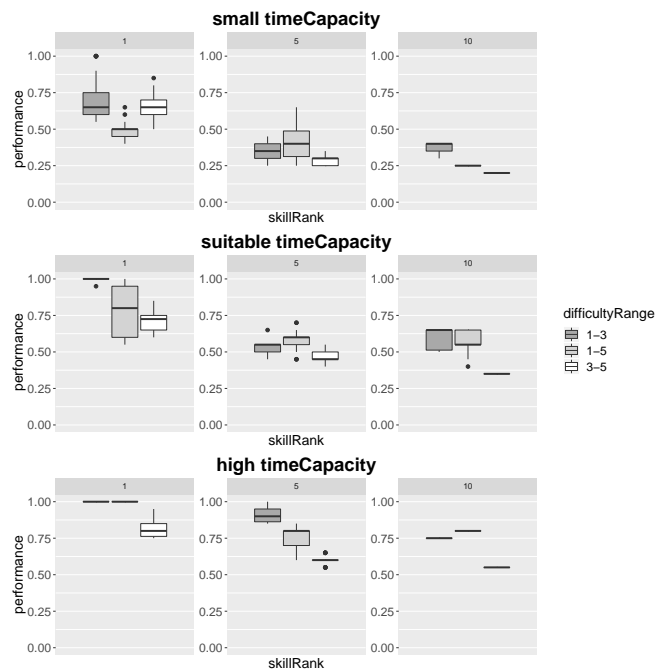 small timeCapacity
1 5 10
1.00 1.00 1.00
0.75 0.75 0.75
0.50 0.50 0.50
0.25 0.25 0.25
0.00 0.00 0.00
performance
skillRank
suitable timeCapacity
1 5 10
1.00 1.00 1.00
0.75 0.75 0.75
0.50 0.50 0.50
0.25 0.25 0.25
0.00 0.00 0.00
performance
skillRank
difficultyRange
1−3
1−5
3−5
high timeCapacity
1 5 10
1.00 1.00 1.00
0.75 0.75 0.75
0.50 0.50 0.50
0.25 0.25 0.25
0.00 0.00 0.00
performance
skillRank